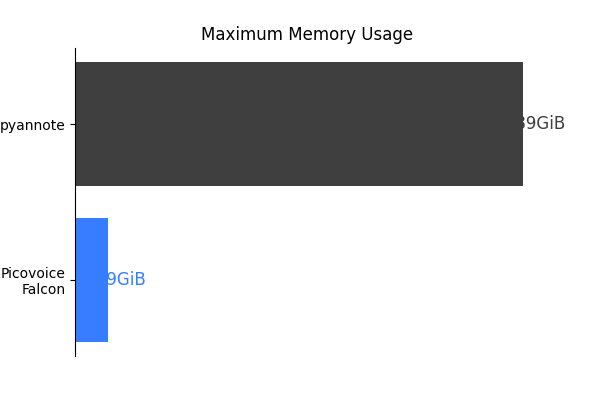 Maximum Memory Usage
pyannote
9GiB
Picovoice
9GiB
Falcon